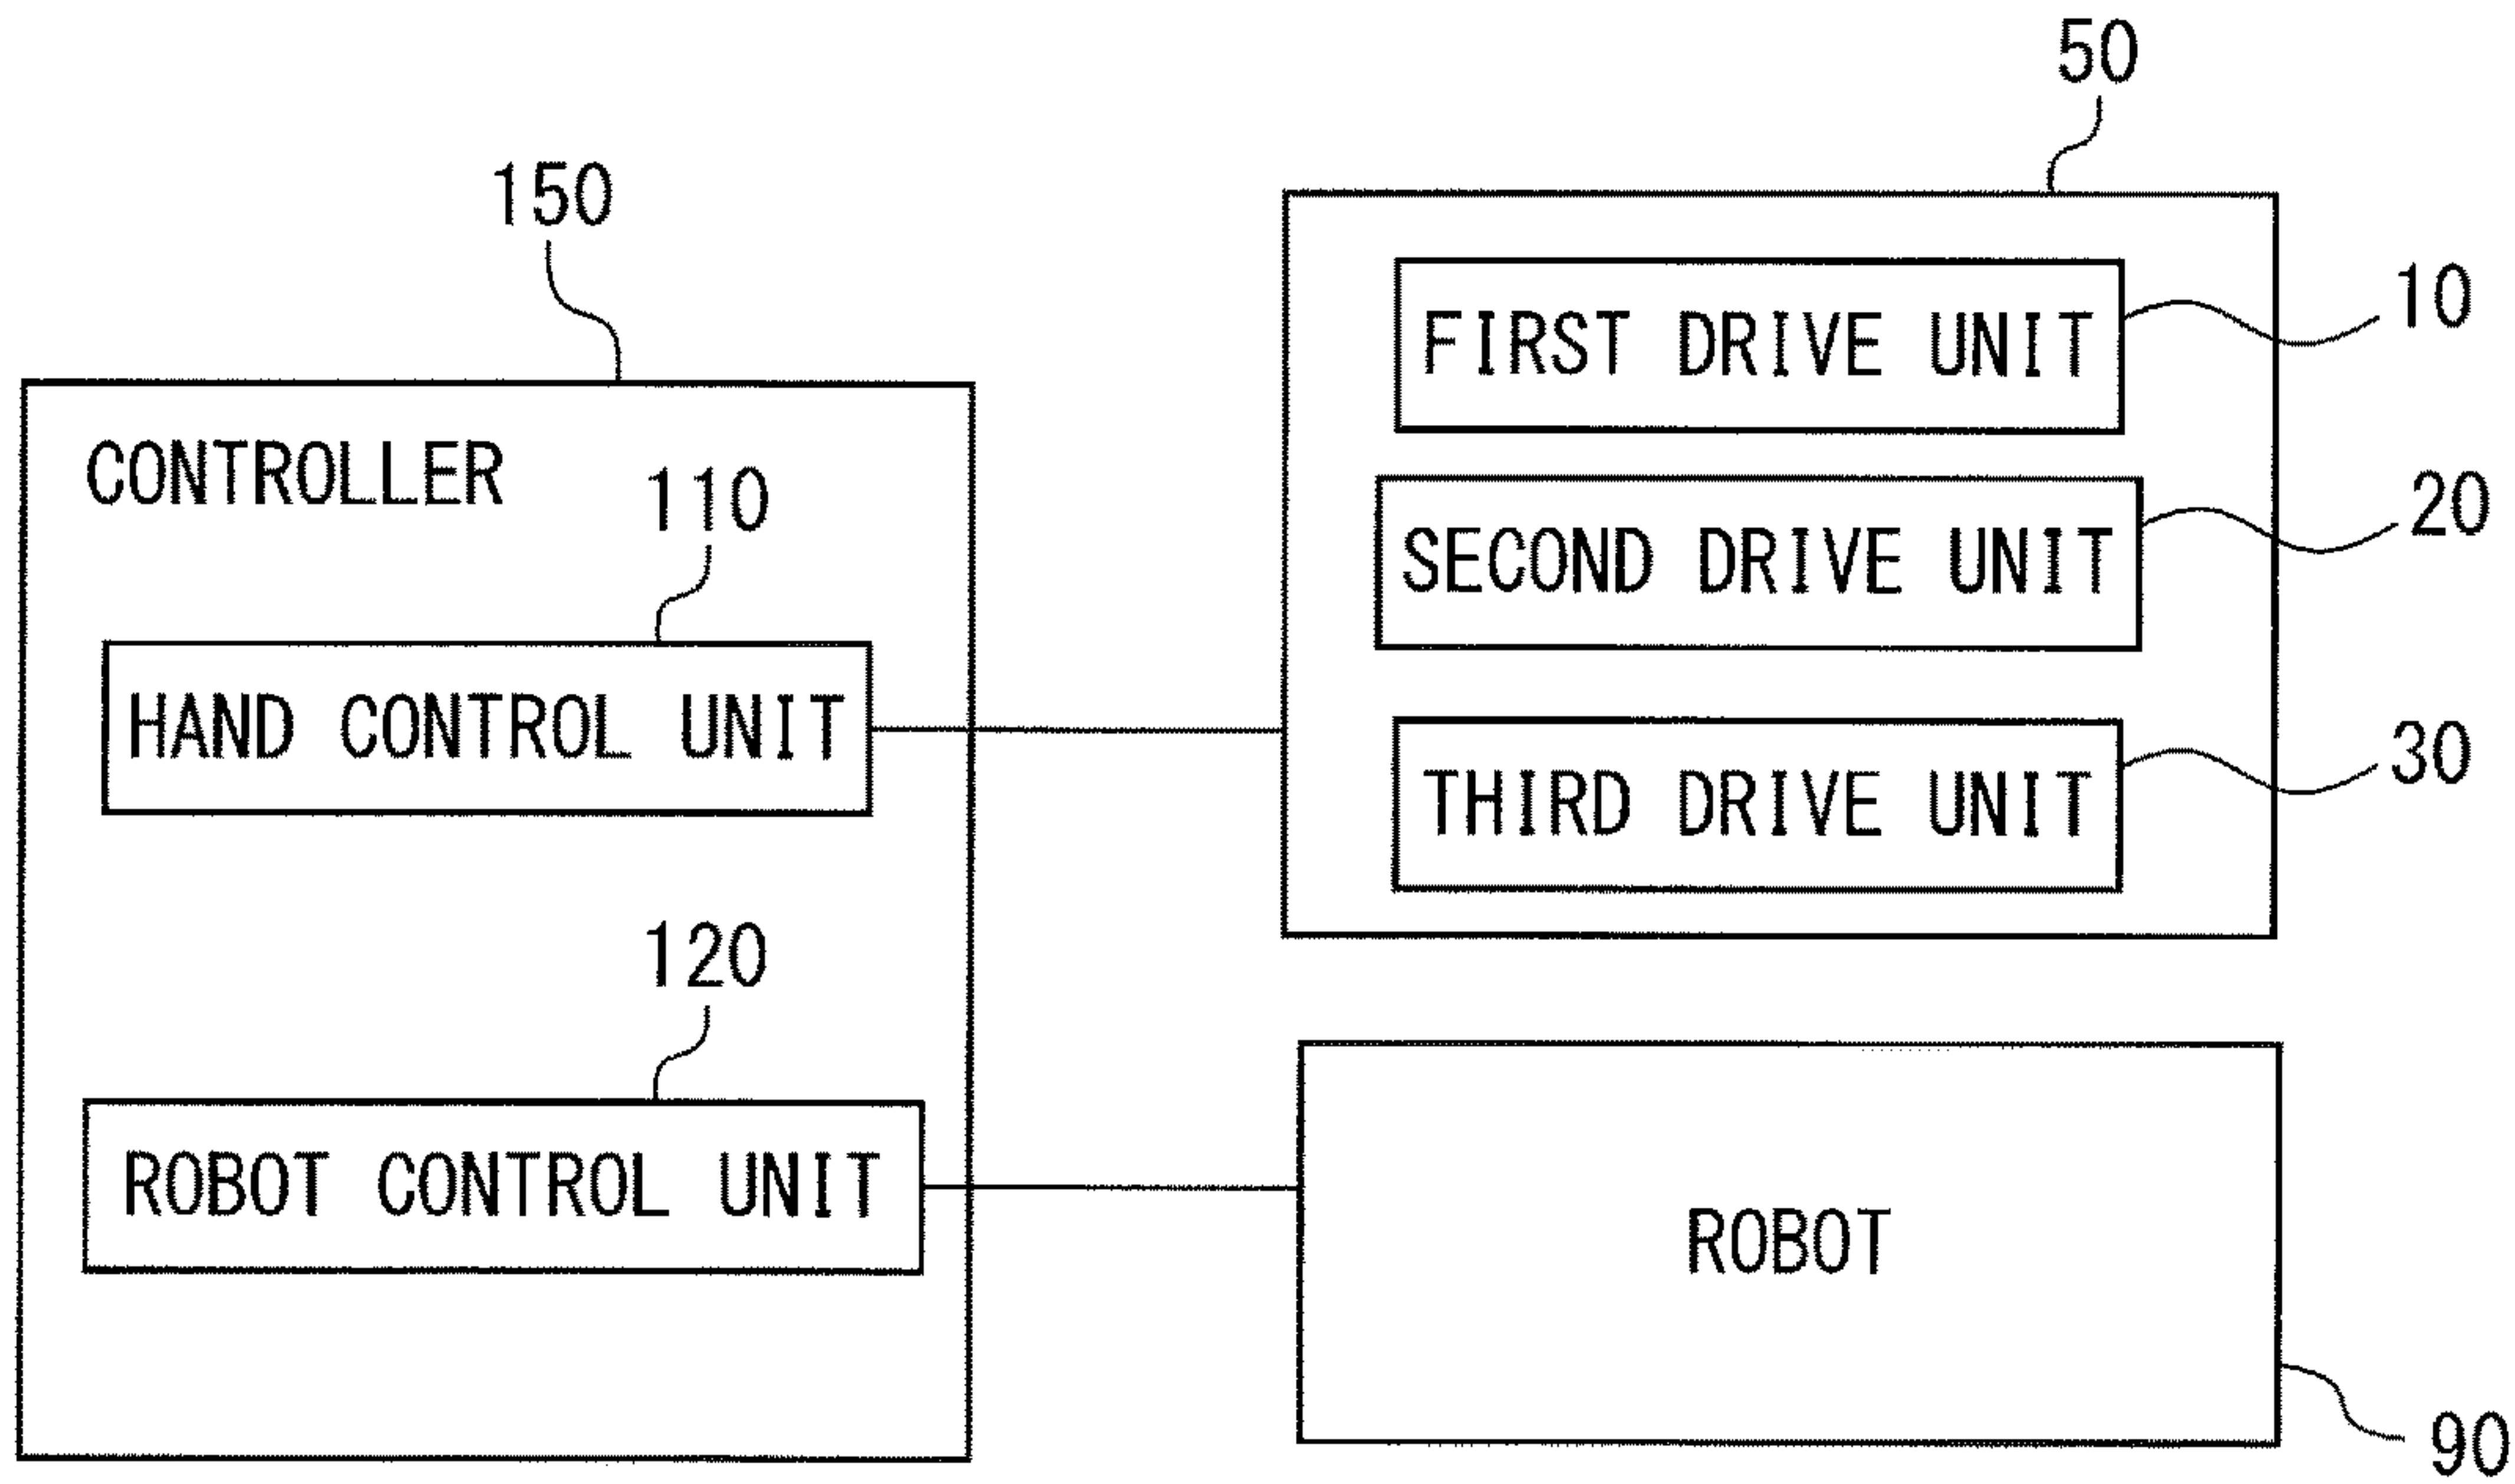 50
150
10
FIRST DRIVE UNIT
CONTROLLER
110
20
SECOND DRIVE UNIT
HAND CONTROL UNIT
30
THIRD DRIVE UNIT
120
ROBOT CONTROL UNIT
ROBOT
90